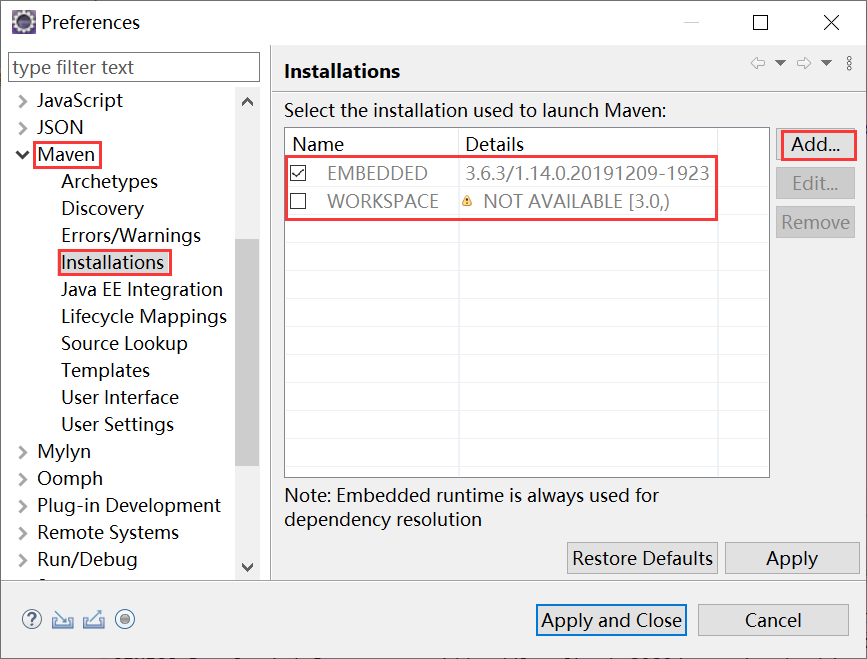 Preferences
type filter text
JavaScript
JSON
Maven
Archetypes
Discovery
Errors/Warnings
Installations
Java EE Integration
Lifecycle Mappings
Source Lookup
Templates
User Interface
User Settings
Mylyn
Oomph
Plug-in Development
Remote Systems
Run/Debug
Installations
Select the installation used to launch Maven:
Name Details
EMBEDDED 3.6.3/1.14.0.20191209-1923
WORKSPACE NOT AVAILABLE [3.0,)
Add...
Edit...
Remove
Note: Embedded runtime is always used for
dependency resolution
Restore Defaults Apply
Apply and Close Cancel